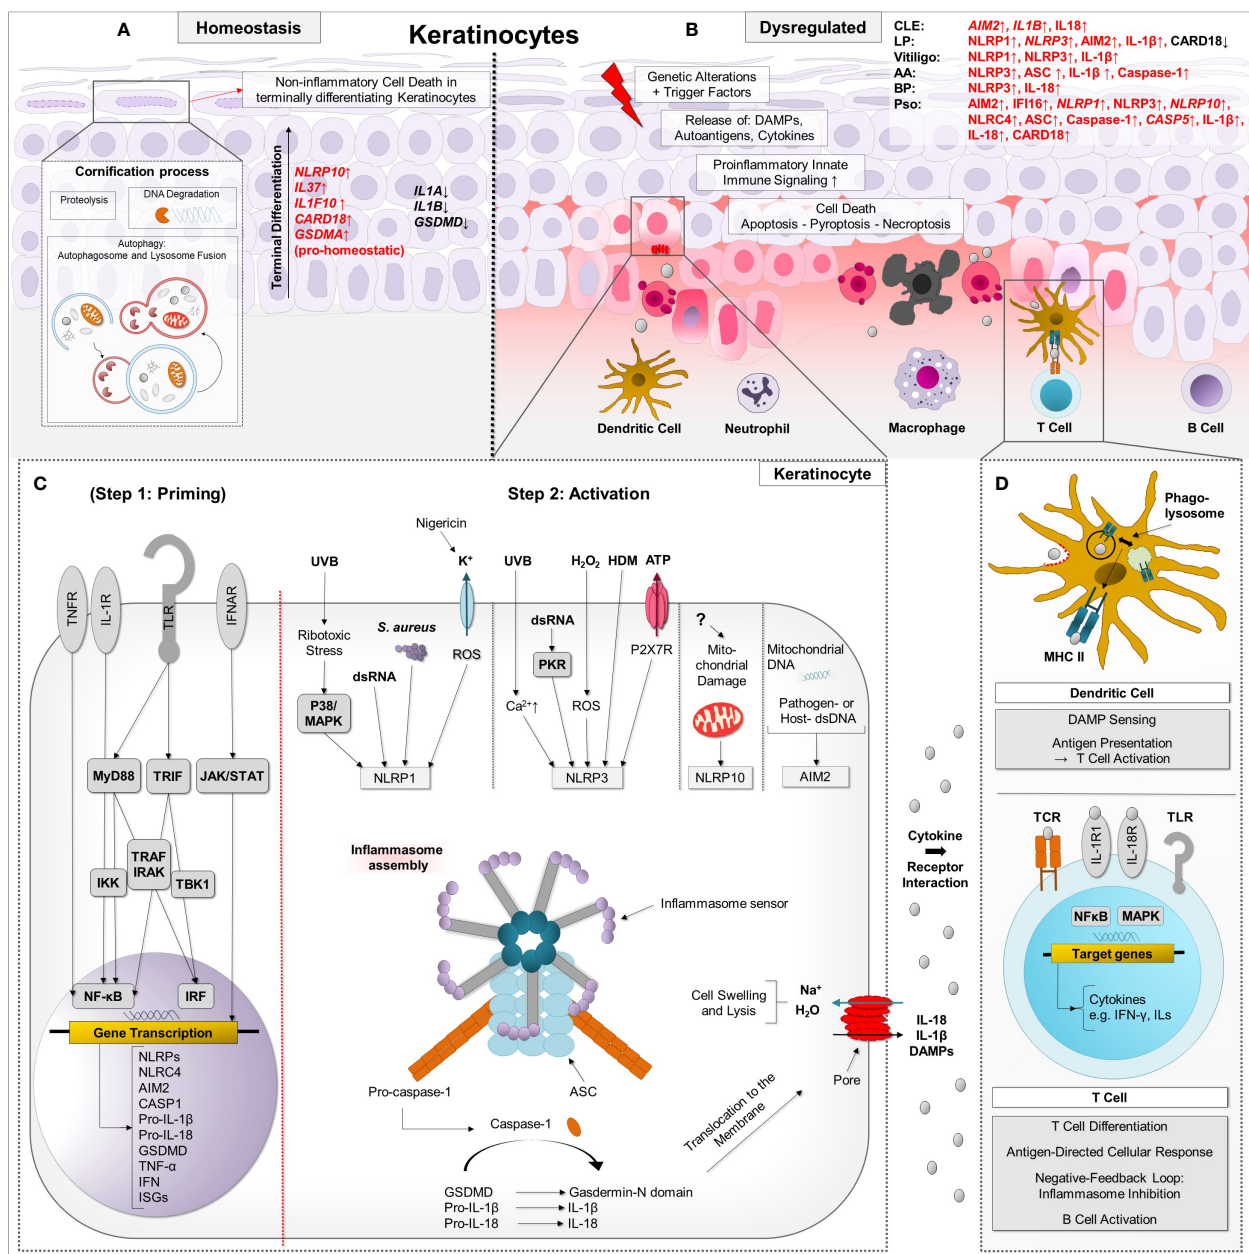 A
Homeostasis
Keratinocytes
B
Dysregulated
CLE: AIM2↑, IL1B↑, IL18↑
LP: NLRP1↑, NLRP3↑, AIM2↑, IL-1β↑, CARD18↓
Vitiligo: NLRP1↑, NLRP3↑, IL-1β↑
AA: NLRP3↑, ASC ↑, IL-1β ↑, Caspase-1↑
BP: NLRP3↑, IL-18↑
Pso: AIM2↑, IFI16↑, NLRP1↑, NLRP3↑, NLRP10↑,
NLRC4↑, ASC↑, Caspase-1↑, CASP5↑, IL-1β↑,
IL-18↑, CARD18↑
Non-inflammatory Cell Death in
terminally differentiating Keratinocytes
Cornification process
Proteolysis
DNA Degradation
Autophagy:
Autophagosome and Lysosome Fusion
Terminal Differentiation
NLRP10↑
IL37↑
IL1F10 ↑
CARD18↑
GSDMA↑
(pro-homeostatic)
IL1A↓
IL1B↓
GSDMD↓
Genetic Alterations
+ Trigger Factors
Release of: DAMPs,
Autoantigens, Cytokines
Proinflammatory Innate
Immune Signaling ↑
Cell Death
Apoptosis - Pyroptosis - Necroptosis
Dendritic Cell
Neutrophil
Macrophage
T Cell
B Cell
C
Keratinocyte
(Step 1: Priming)
Step 2: Activation
TNFR
IL-1R
TLR
IFNAR
MyD88
TRIF
JAK/STAT
TRAF
IRAK
IKK
TBK1
NF-κB
IRF
Gene Transcription
NLRPs
NLRC4
AIM2
CASP1
Pro-IL-1β
Pro-IL-18
GSDMD
TNF-α
IFN
ISGs
Nigericin
UVB
K⁺
Ribotoxic
Stress
S. aureus
ROS
dsRNA
P38/
MAPK
NLRP1
UVB
H₂O₂
HDM
ATP
dsRNA
PKR
P2X7R
Ca²⁺↑
ROS
NLRP3
?
Mito-
chondrial
Damage
NLRP10
Mitochondrial
DNA
Pathogen- or
Host- dsDNA
AIM2
Inflammasome
assembly
Inflammasome sensor
Pro-caspase-1
ASC
Caspase-1
GSDMD
Gasdermin-N domain
Pro-IL-1β
IL-1β
Pro-IL-18
IL-18
Translocation to the
Membrane
Cell Swelling
and Lysis
Na⁺
H₂O
IL-18
IL-1β
DAMPs
Pore
Cytokine
Receptor
Interaction
D
Phago-
lysosome
MHC II
Dendritic Cell
DAMP Sensing
Antigen Presentation
→ T Cell Activation
TCR
IL-1R1
IL-18R
TLR
NFκB
MAPK
Target genes
Cytokines
e.g. IFN-γ, ILs
T Cell
T Cell Differentiation
Antigen-Directed Cellular Response
Negative-Feedback Loop:
Inflammasome Inhibition
B Cell Activation